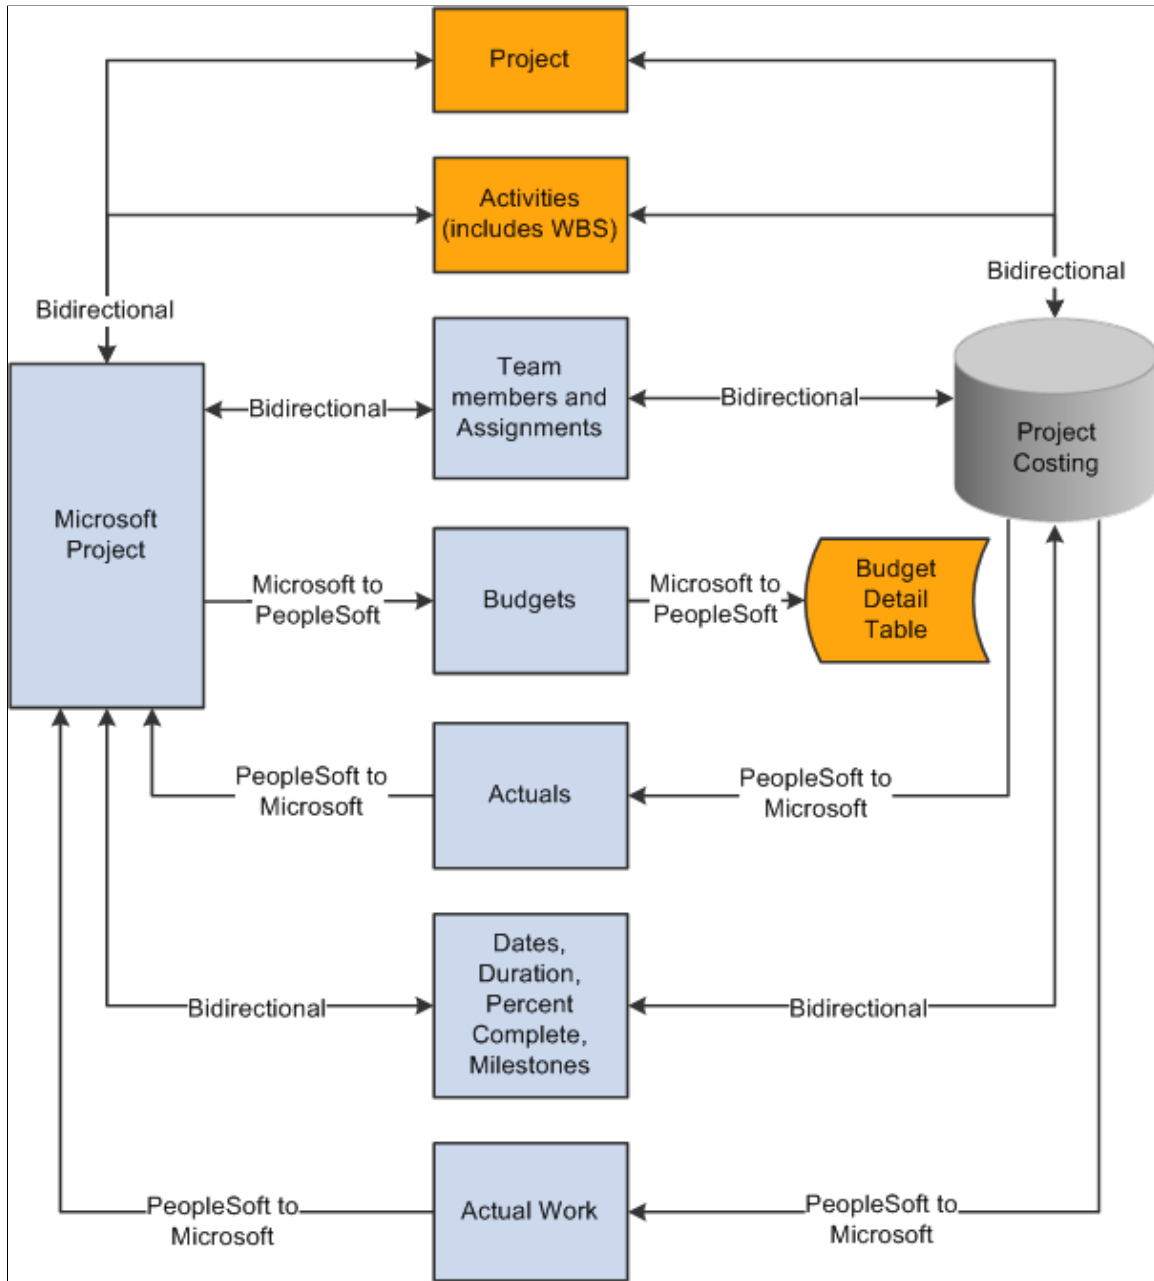 Project
Activities
(includes WBS)
Bidirectional
Bidirectional
Team
members and
Assignments
Bidirectional
Bidirectional
Project
Costing
Microsoft
Project
Microsoft to
PeopleSoft
Budgets
Microsoft to
PeopleSoft
Budget
Detail
Table
PeopleSoft to
Microsoft
Actuals
PeopleSoft to
Microsoft
Dates,
Duration,
Percent
Complete,
Milestones
Bidirectional
Bidirectional
PeopleSoft to
Microsoft
Actual Work
PeopleSoft to
Microsoft